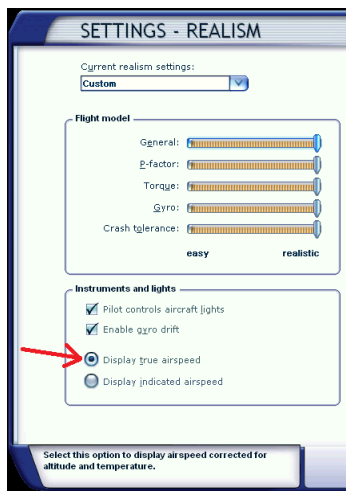 SETTINGS - REALISM
Current realism settings:
Custom
Flight model
General:
P-factor:
Torque:
Gyro:
Crash tolerance:
easy realistic
Instruments and lights
Pilot controls aircraft lights
Enable gyro drift
Display true airspeed
Display indicated airspeed
Select this option to display airspeed corrected for
altitude and temperature.